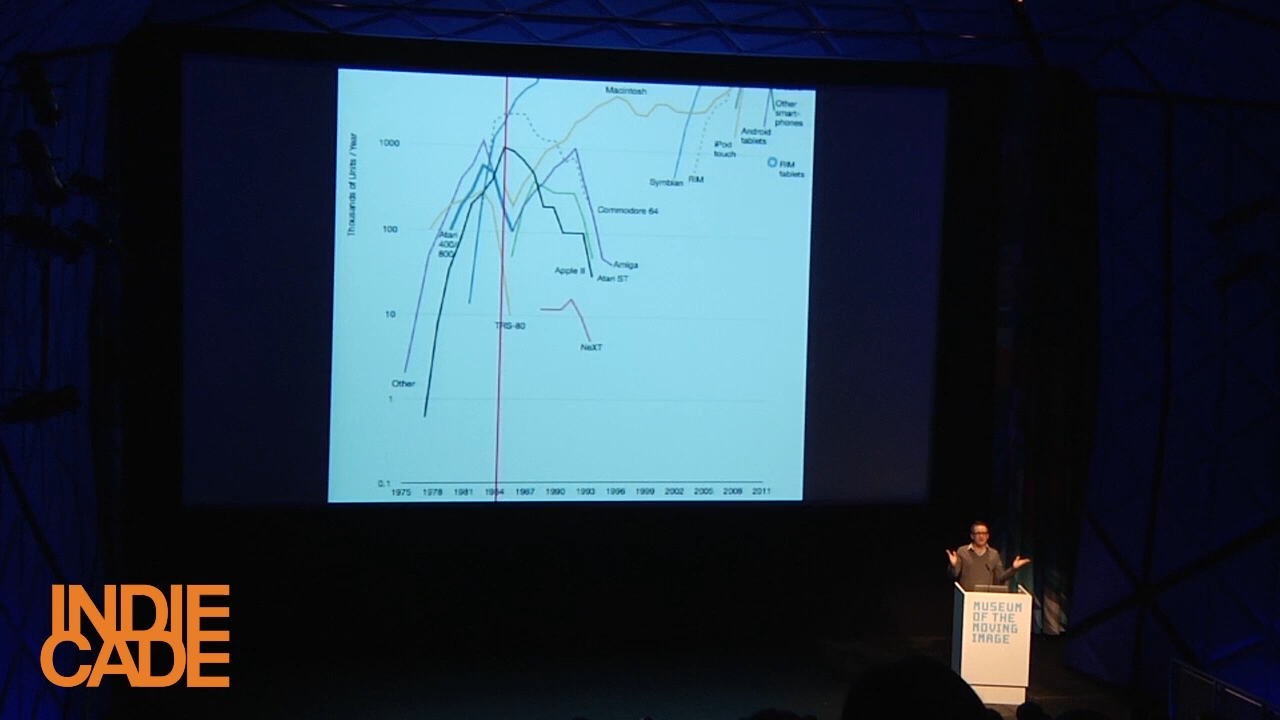 Macintosh
Other
smart-
phones
Thousands of Units / Year
1000
Android
tablets
iPod
touch
RIM
tablets
Symbian
RIM
Commodore 64
100
Atari
400/
800
Amiga
Apple II
Atari ST
10
TRS-80
NeXT
Other
1
0.1
1975 1978 1981 1984 1987 1990 1993 1996 1999 2002 2005 2008 2011
INDIE
CADE
MUSEUM
OF THE
MOVING
IMAGE